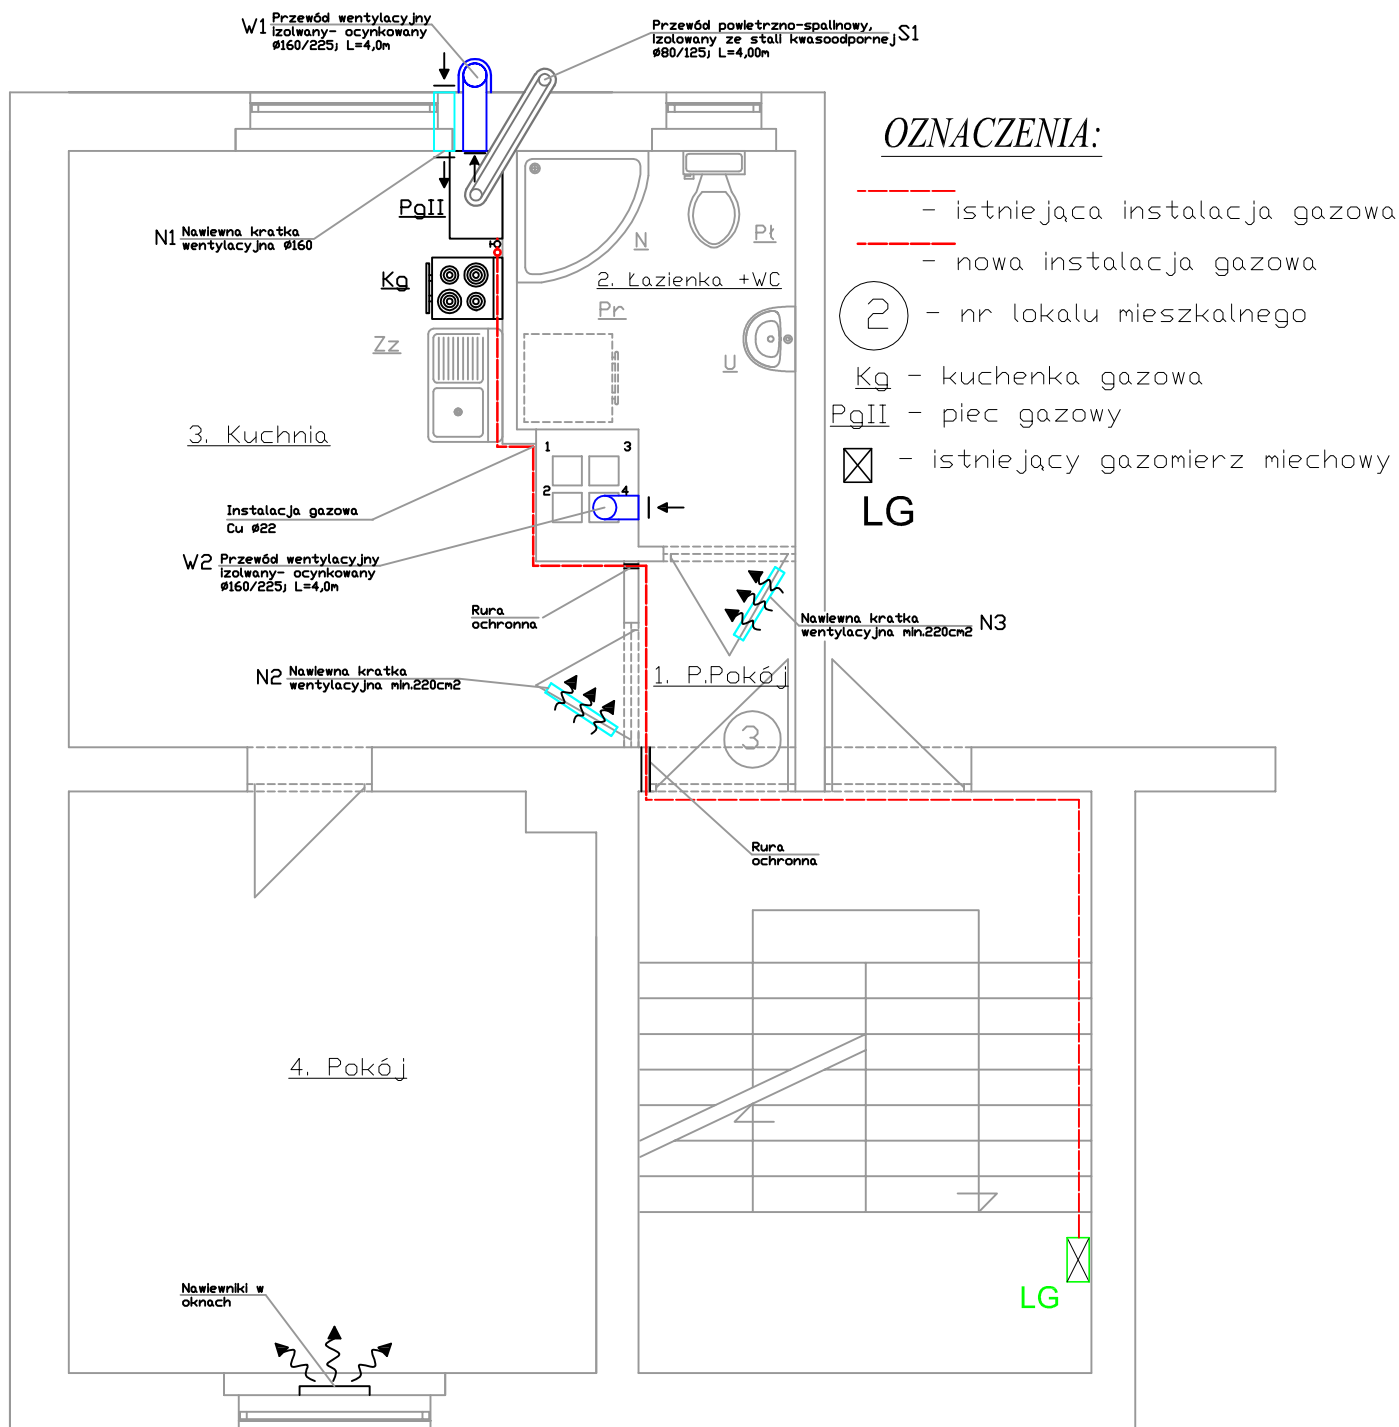 W1
Przewód wentylacyjny
izolwany- ocynkowany
Ø160/225; L=4,0m
Przewód powietrzno-spalinowy,
izolowany ze stali kwasoodpornej
Ø80/125; L=4,00m
S1
OZNACZENIA:
- istniejąca instalacja gazowa
- nowa instalacja gazowa
2 - nr lokalu mieszkalnego
Kg - kuchenka gazowa
PgII - piec gazowy
- istniejący gazomierz miechowy
LG
PgII
N1
Nawiewna kratka
wentylacyjna Ø160
Kg
Zz
N
Pł
2. Łazienka +WC
Pr
U
3. Kuchnia
1
3
2
4
Instalacja gazowa
Cu Ø22
W2
Przewód wentylacyjny
izolwany- ocynkowany
Ø160/225; L=4,0m
Rura
ochronna
Nawiewna kratka
wentylacyjna min.220cm2
N3
N2
Nawiewna kratka
wentylacyjna min.220cm2
1. P.Pokój
3
Rura
ochronna
4. Pokój
Nawiewniki w
oknach
LG